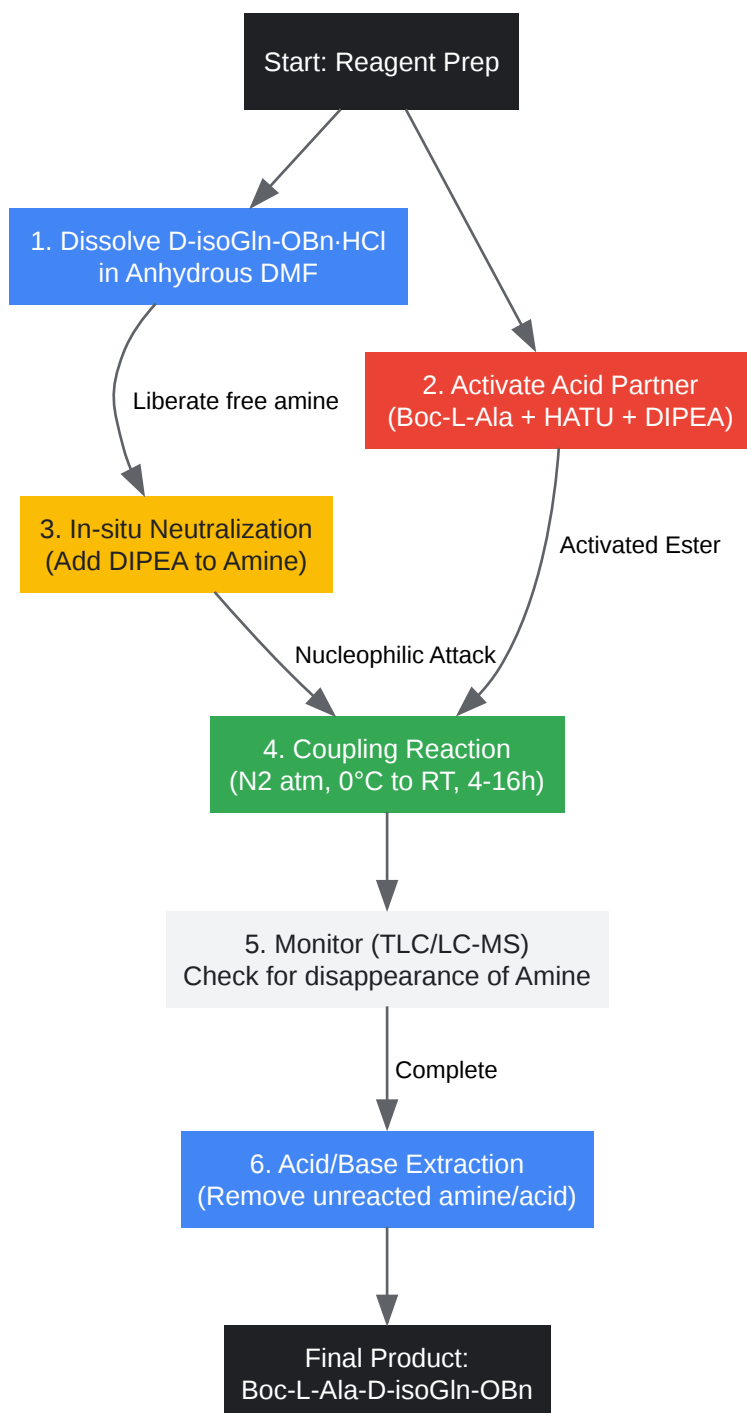 Start: Reagent Prep
1. Dissolve D-isoGln-OBn·HCl
in Anhydrous DMF
2. Activate Acid Partner
(Boc-L-Ala + HATU + DIPEA)
Liberate free amine
3. In-situ Neutralization
(Add DIPEA to Amine)
Activated Ester
Nucleophilic Attack
4. Coupling Reaction
(N2 atm, 0°C to RT, 4-16h)
5. Monitor (TLC/LC-MS)
Check for disappearance of Amine
Complete
6. Acid/Base Extraction
(Remove unreacted amine/acid)
Final Product:
Boc-L-Ala-D-isoGln-OBn